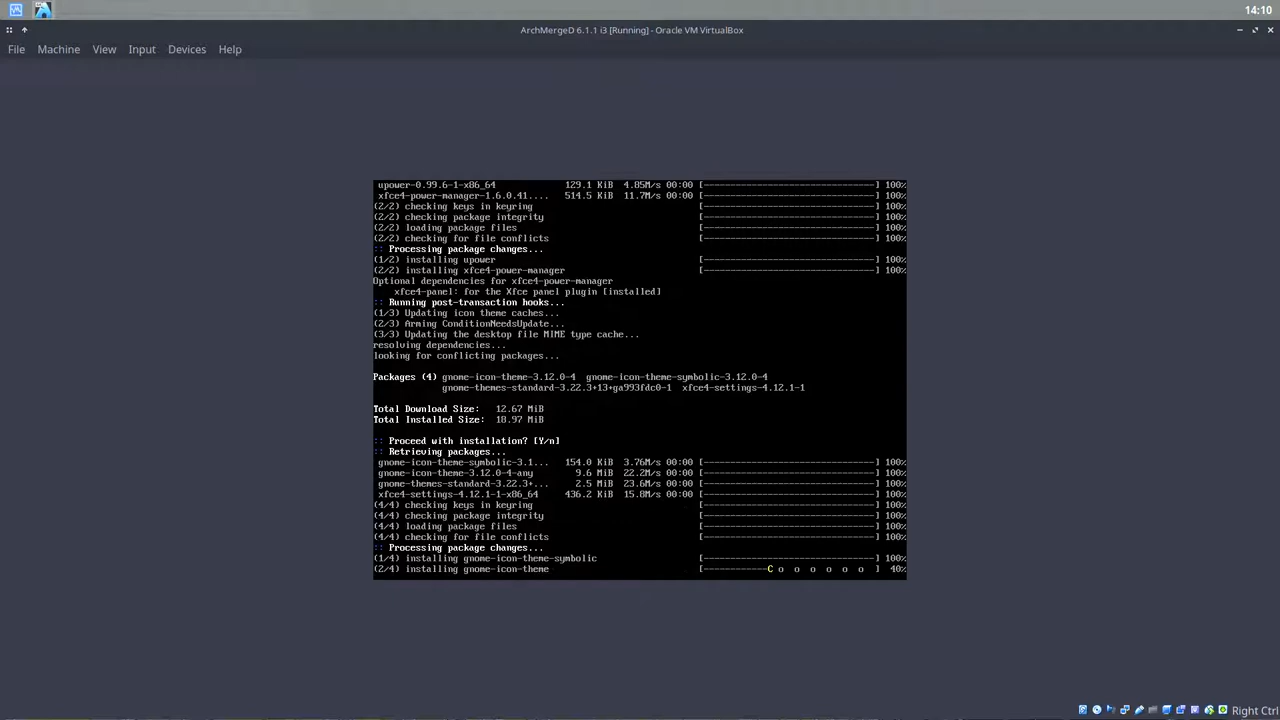 14:10
ArchMergeD 6.1.1 i3 [Running] - Oracle VM VirtualBox
File Machine View Input Devices Help
upower-0.99.6-1-x86_64 129.1 KiB 4.85M/s 00:00 [----------------------------------] 100%
xfce4-power-manager-1.6.0.41.... 514.5 KiB 11.7M/s 00:00 [----------------------------------] 100%
(2/2) checking keys in keyring [----------------------------------] 100%
(2/2) checking package integrity [----------------------------------] 100%
(2/2) loading package files [----------------------------------] 100%
(2/2) checking for file conflicts [----------------------------------] 100%
:: Processing package changes...
(1/2) installing upower [----------------------------------] 100%
(2/2) installing xfce4-power-manager [----------------------------------] 100%
Optional dependencies for xfce4-power-manager
xfce4-panel: for the Xfce panel plugin [installed]
:: Running post-transaction hooks...
(1/3) Updating icon theme caches...
(2/3) Arming ConditionNeedsUpdate...
(3/3) Updating the desktop file MIME type cache...
resolving dependencies...
looking for conflicting packages...
Packages (4) gnome-icon-theme-3.12.0-4 gnome-icon-theme-symbolic-3.12.0-4
gnome-themes-standard-3.22.3+13+ga993fdc0-1 xfce4-settings-4.12.1-1
Total Download Size: 12.67 MiB
Total Installed Size: 18.97 MiB
:: Proceed with installation? [Y/n]
:: Retrieving packages...
gnome-icon-theme-symbolic-3.1... 154.0 KiB 3.76M/s 00:00 [----------------------------------] 100%
gnome-icon-theme-3.12.0-4-any 9.6 MiB 22.2M/s 00:00 [----------------------------------] 100%
gnome-themes-standard-3.22.3+... 2.5 MiB 23.6M/s 00:00 [----------------------------------] 100%
xfce4-settings-4.12.1-1-x86_64 436.2 KiB 15.8M/s 00:00 [----------------------------------] 100%
(4/4) checking keys in keyring [----------------------------------] 100%
(4/4) checking package integrity [----------------------------------] 100%
(4/4) loading package files [----------------------------------] 100%
(4/4) checking for file conflicts [----------------------------------] 100%
:: Processing package changes...
(1/4) installing gnome-icon-theme-symbolic [----------------------------------] 100%
(2/4) installing gnome-icon-theme [-------------C o o o o o o ] 40%
Right Ctrl